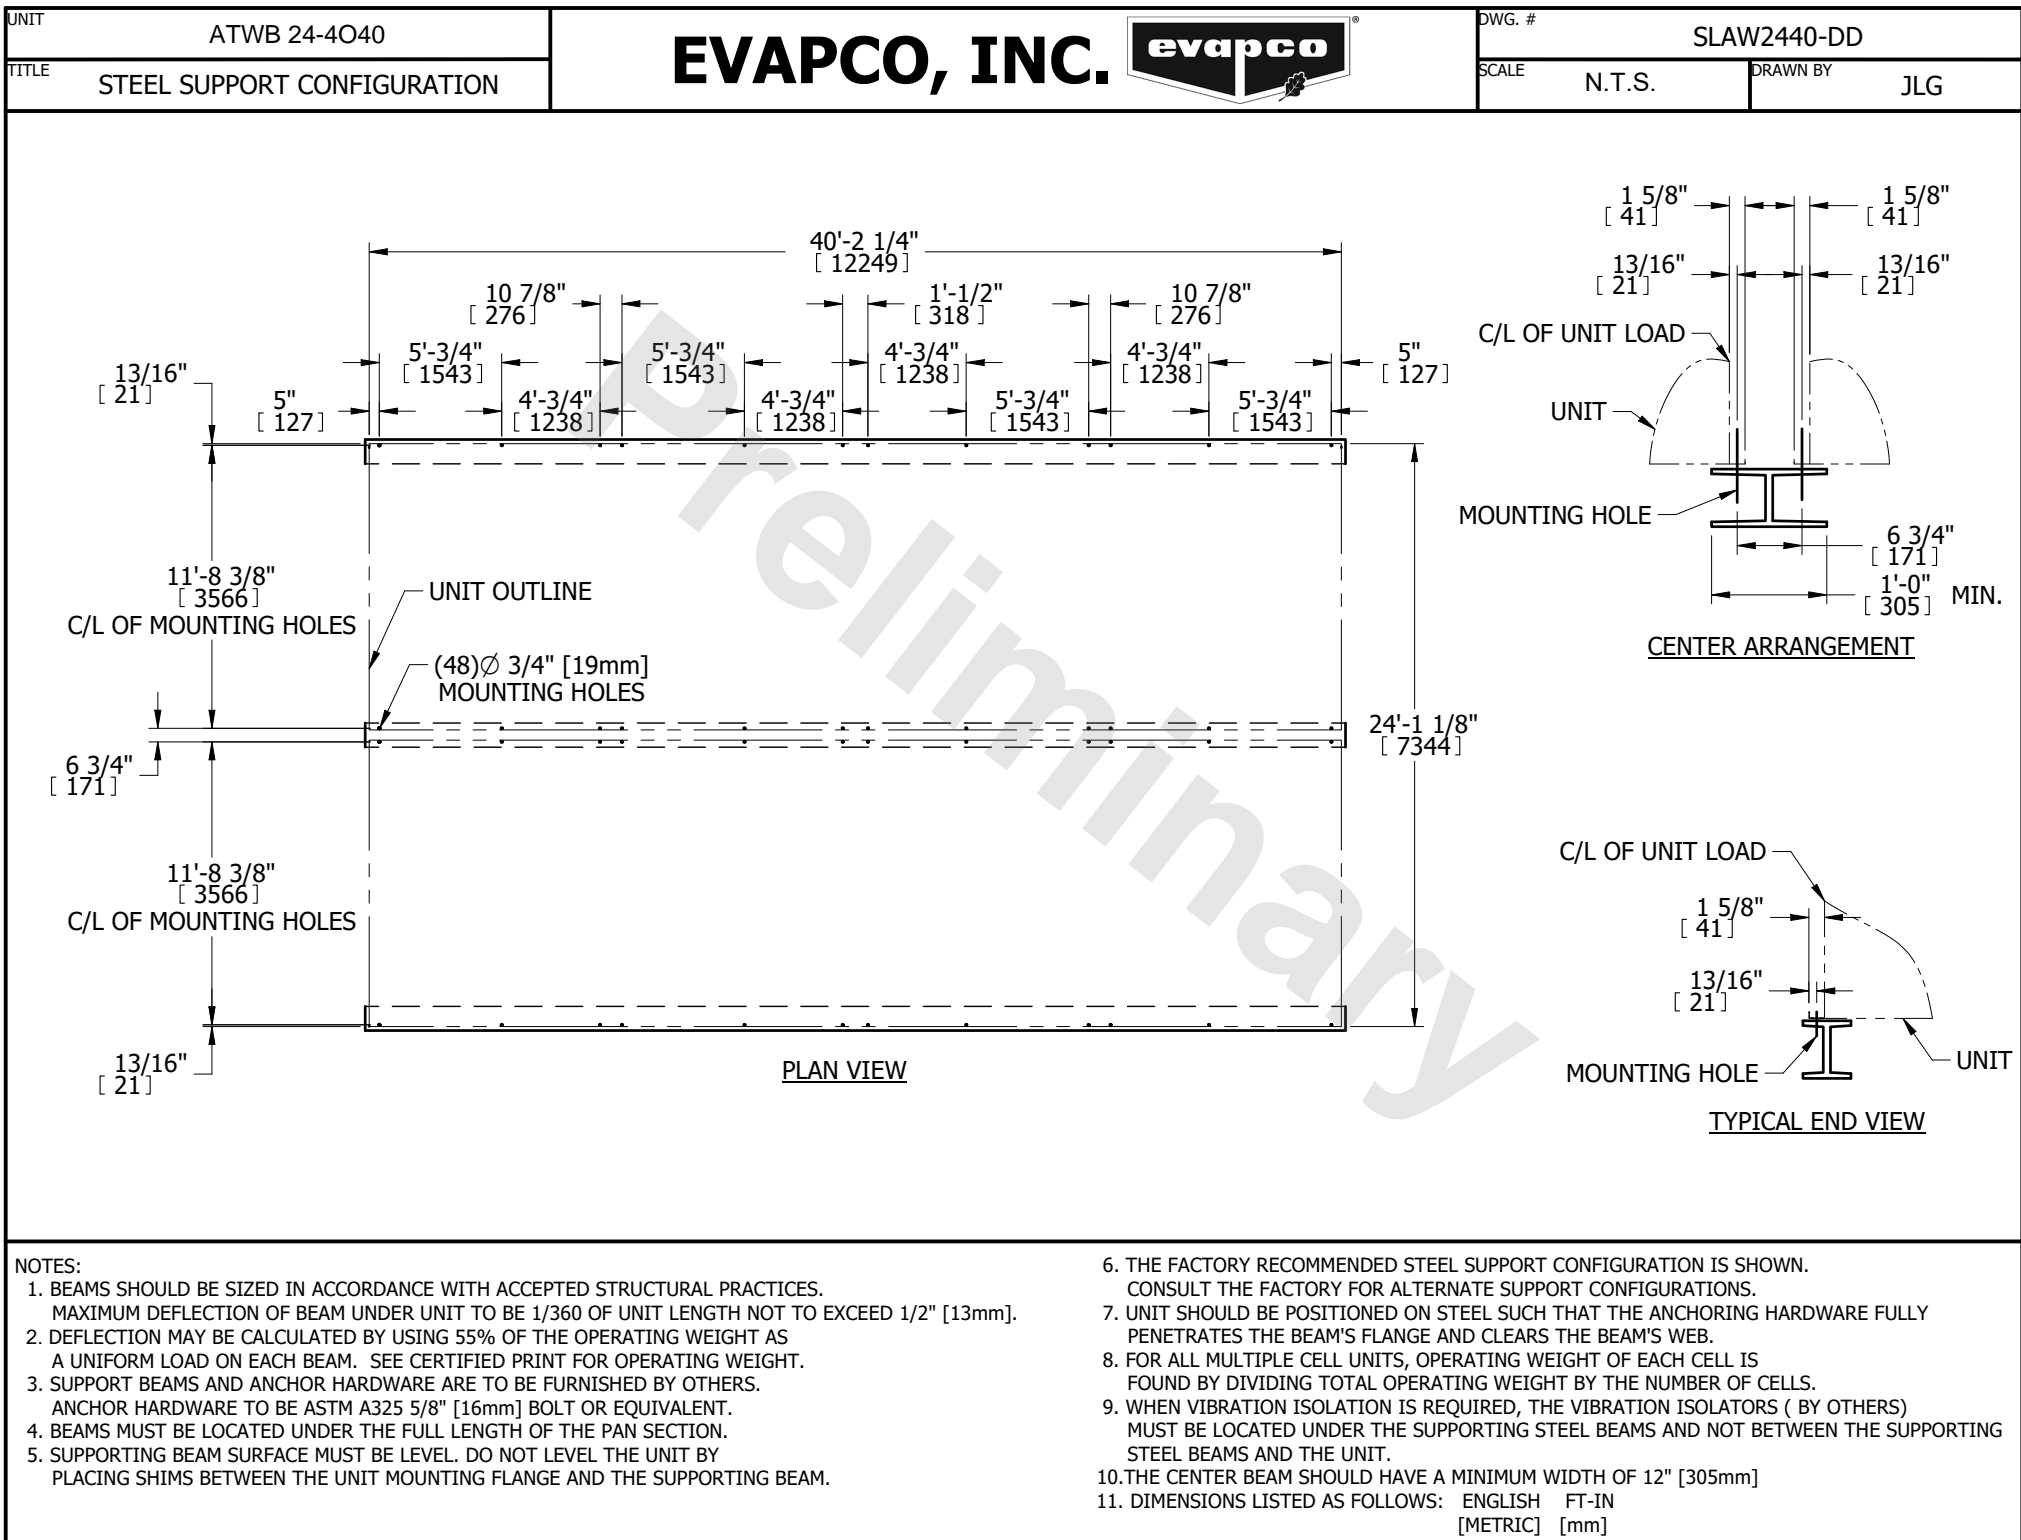 UNIT
ATWB 24-4O40
TITLE
STEEL SUPPORT CONFIGURATION
EVAPCO, INC.
evapco
®
DWG. #
SLAW2440-DD
SCALE
N.T.S.
DRAWN BY
JLG
40'-2 1/4"
[ 12249]
10 7/8"
[ 276]
1'-1/2"
[ 318 ]
10 7/8"
[ 276]
5'-3/4"
[ 1543]
5'-3/4"
[ 1543]
4'-3/4"
[ 1238]
4'-3/4"
[ 1238]
5"
[ 127]
13/16"
[ 21]
5"
[ 127]
4'-3/4"
[ 1238]
4'-3/4"
[ 1238]
5'-3/4"
[ 1543]
5'-3/4"
[ 1543]
11'-8 3/8"
[ 3566]
C/L OF MOUNTING HOLES
UNIT OUTLINE
(48)Ø 3/4" [19mm]
MOUNTING HOLES
6 3/4"
[ 171]
24'-1 1/8"
[ 7344]
11'-8 3/8"
[ 3566]
C/L OF MOUNTING HOLES
13/16"
[ 21]
PLAN VIEW
Preliminary
1 5/8"
[ 41]
1 5/8"
[ 41]
13/16"
[ 21]
13/16"
[ 21]
C/L OF UNIT LOAD
UNIT
MOUNTING HOLE
6 3/4"
[ 171]
1'-0"
[ 305] MIN.
CENTER ARRANGEMENT
C/L OF UNIT LOAD
1 5/8"
[ 41]
13/16"
[ 21]
MOUNTING HOLE
UNIT
TYPICAL END VIEW
NOTES:
1. BEAMS SHOULD BE SIZED IN ACCORDANCE WITH ACCEPTED STRUCTURAL PRACTICES.
MAXIMUM DEFLECTION OF BEAM UNDER UNIT TO BE 1/360 OF UNIT LENGTH NOT TO EXCEED 1/2" [13mm].
2. DEFLECTION MAY BE CALCULATED BY USING 55% OF THE OPERATING WEIGHT AS
A UNIFORM LOAD ON EACH BEAM. SEE CERTIFIED PRINT FOR OPERATING WEIGHT.
3. SUPPORT BEAMS AND ANCHOR HARDWARE ARE TO BE FURNISHED BY OTHERS.
ANCHOR HARDWARE TO BE ASTM A325 5/8" [16mm] BOLT OR EQUIVALENT.
4. BEAMS MUST BE LOCATED UNDER THE FULL LENGTH OF THE PAN SECTION.
5. SUPPORTING BEAM SURFACE MUST BE LEVEL. DO NOT LEVEL THE UNIT BY
PLACING SHIMS BETWEEN THE UNIT MOUNTING FLANGE AND THE SUPPORTING BEAM.
6. THE FACTORY RECOMMENDED STEEL SUPPORT CONFIGURATION IS SHOWN.
CONSULT THE FACTORY FOR ALTERNATE SUPPORT CONFIGURATIONS.
7. UNIT SHOULD BE POSITIONED ON STEEL SUCH THAT THE ANCHORING HARDWARE FULLY
PENETRATES THE BEAM'S FLANGE AND CLEARS THE BEAM'S WEB.
8. FOR ALL MULTIPLE CELL UNITS, OPERATING WEIGHT OF EACH CELL IS
FOUND BY DIVIDING TOTAL OPERATING WEIGHT BY THE NUMBER OF CELLS.
9. WHEN VIBRATION ISOLATION IS REQUIRED, THE VIBRATION ISOLATORS ( BY OTHERS)
MUST BE LOCATED UNDER THE SUPPORTING STEEL BEAMS AND NOT BETWEEN THE SUPPORTING
STEEL BEAMS AND THE UNIT.
10.THE CENTER BEAM SHOULD HAVE A MINIMUM WIDTH OF 12" [305mm]
11. DIMENSIONS LISTED AS FOLLOWS: ENGLISH FT-IN
[METRIC] [mm]